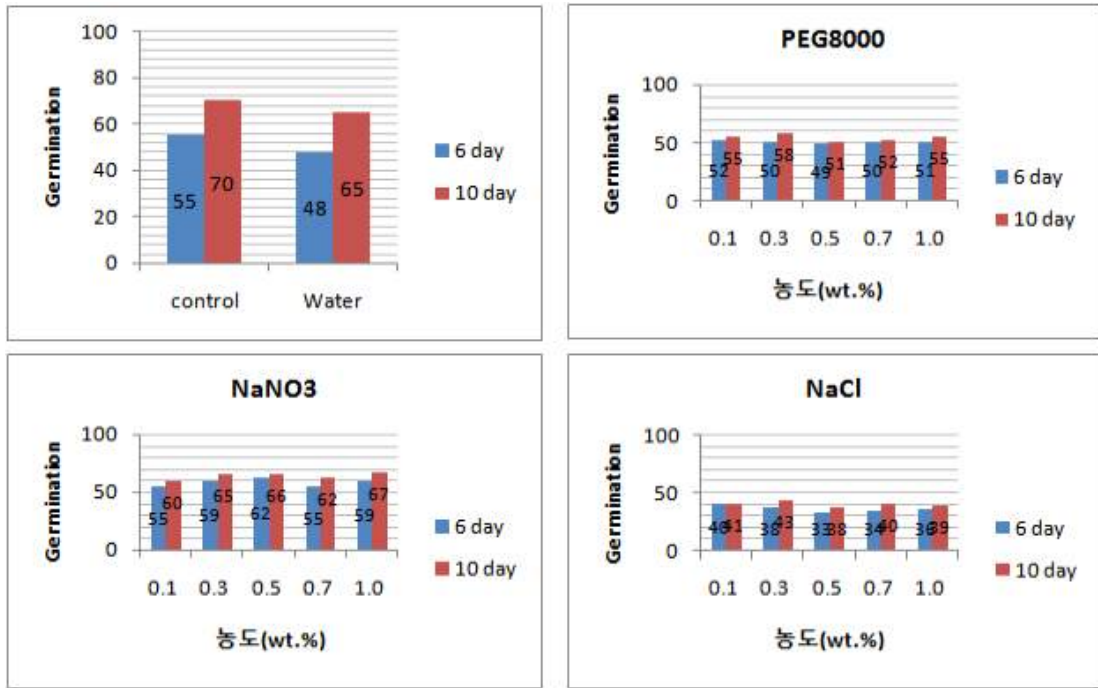 100
80
60
40
20
0
Germination
55
70
48
65
control
Water
6 day
10 day
PEG8000
100
50
0
Germination
52
55
50
58
49
51
50
52
51
55
0.1 0.3 0.5 0.7 1.0
농도(wt.%)
6 day
10 day
NaNO3
100
50
0
Germination
55
60
59
65
62
66
55
62
59
67
0.1 0.3 0.5 0.7 1.0
농도(wt.%)
6 day
10 day
NaCl
100
50
0
Germination
40
41
38
43
33
38
34
40
36
39
0.1 0.3 0.5 0.7 1.0
농도(wt.%)
6 day
10 day